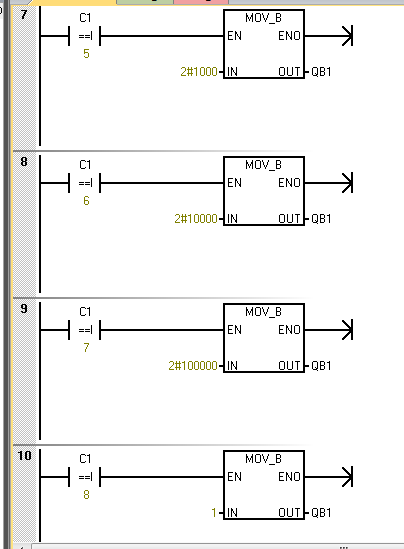 7
C1
MOV_B
==I
EN
ENO
5
2#1000
IN
OUT
QB1
8
C1
MOV_B
==I
EN
ENO
6
2#10000
IN
OUT
QB1
9
C1
MOV_B
==I
EN
ENO
7
2#100000
IN
OUT
QB1
10
C1
MOV_B
==I
EN
ENO
8
1
IN
OUT
QB1